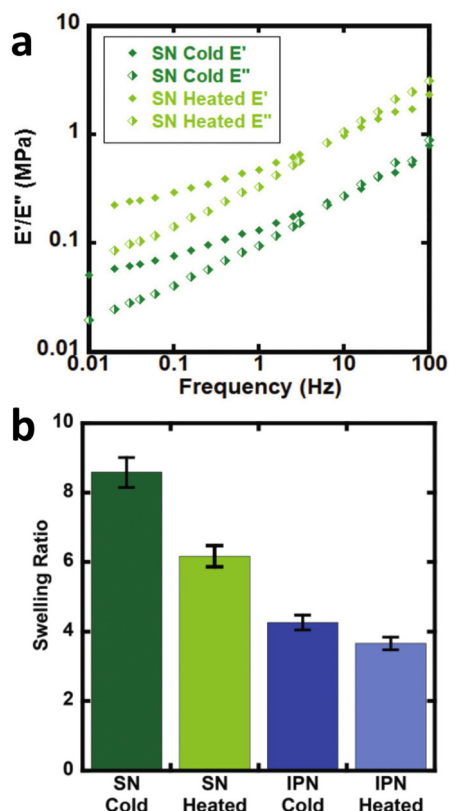 a
10
SN Cold E'
SN Cold E"
SN Heated E'
SN Heated E"
1
E'/E" (MPa)
0.1
0.01
0.01 0.1 1 10 100
Frequency (Hz)
b
10
8
6
Swelling Ratio
4
2
0
SN Cold SN Heated IPN Cold IPN Heated